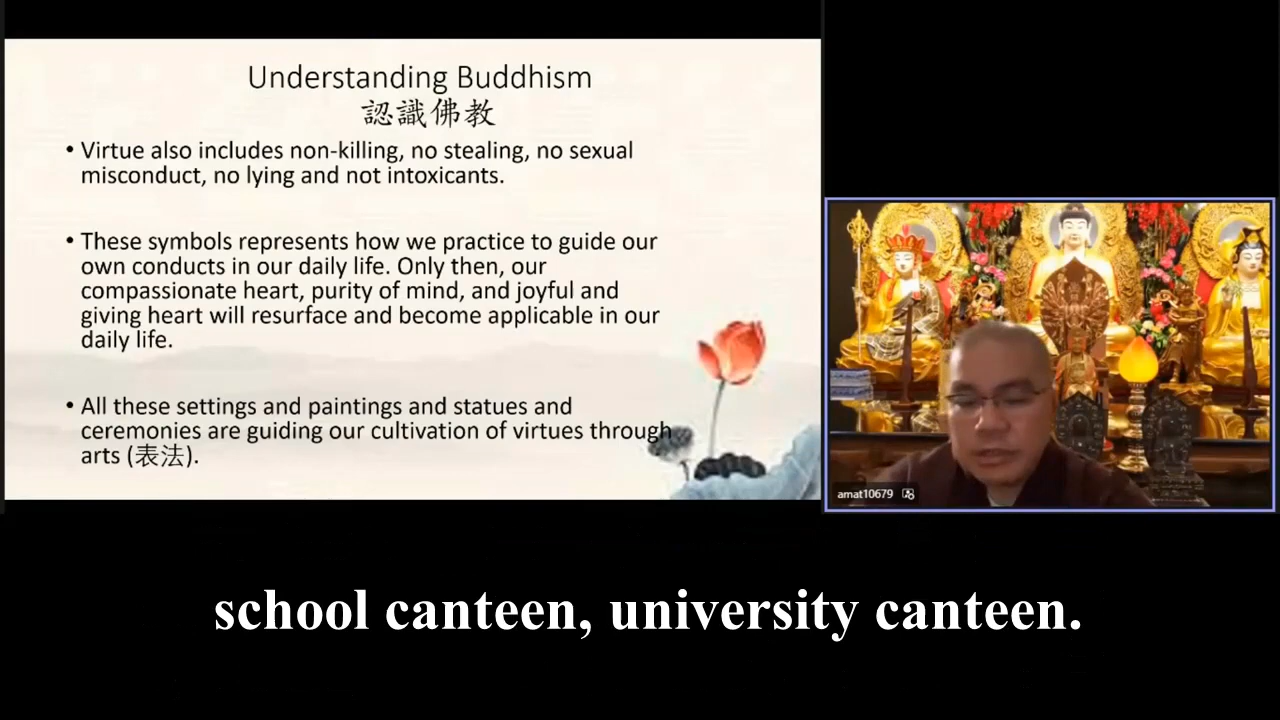 Understanding Buddhism
認識佛教
• Virtue also includes non-killing, no stealing, no sexual
misconduct, no lying and not intoxicants.
• These symbols represents how we practice to guide our
own conducts in our daily life. Only then, our
compassionate heart, purity of mind, and joyful and
giving heart will resurface and become applicable in our
daily life.
• All these settings and paintings and statues and
ceremonies are guiding our cultivation of virtues through
arts (表法).
amat10679
school canteen, university canteen.